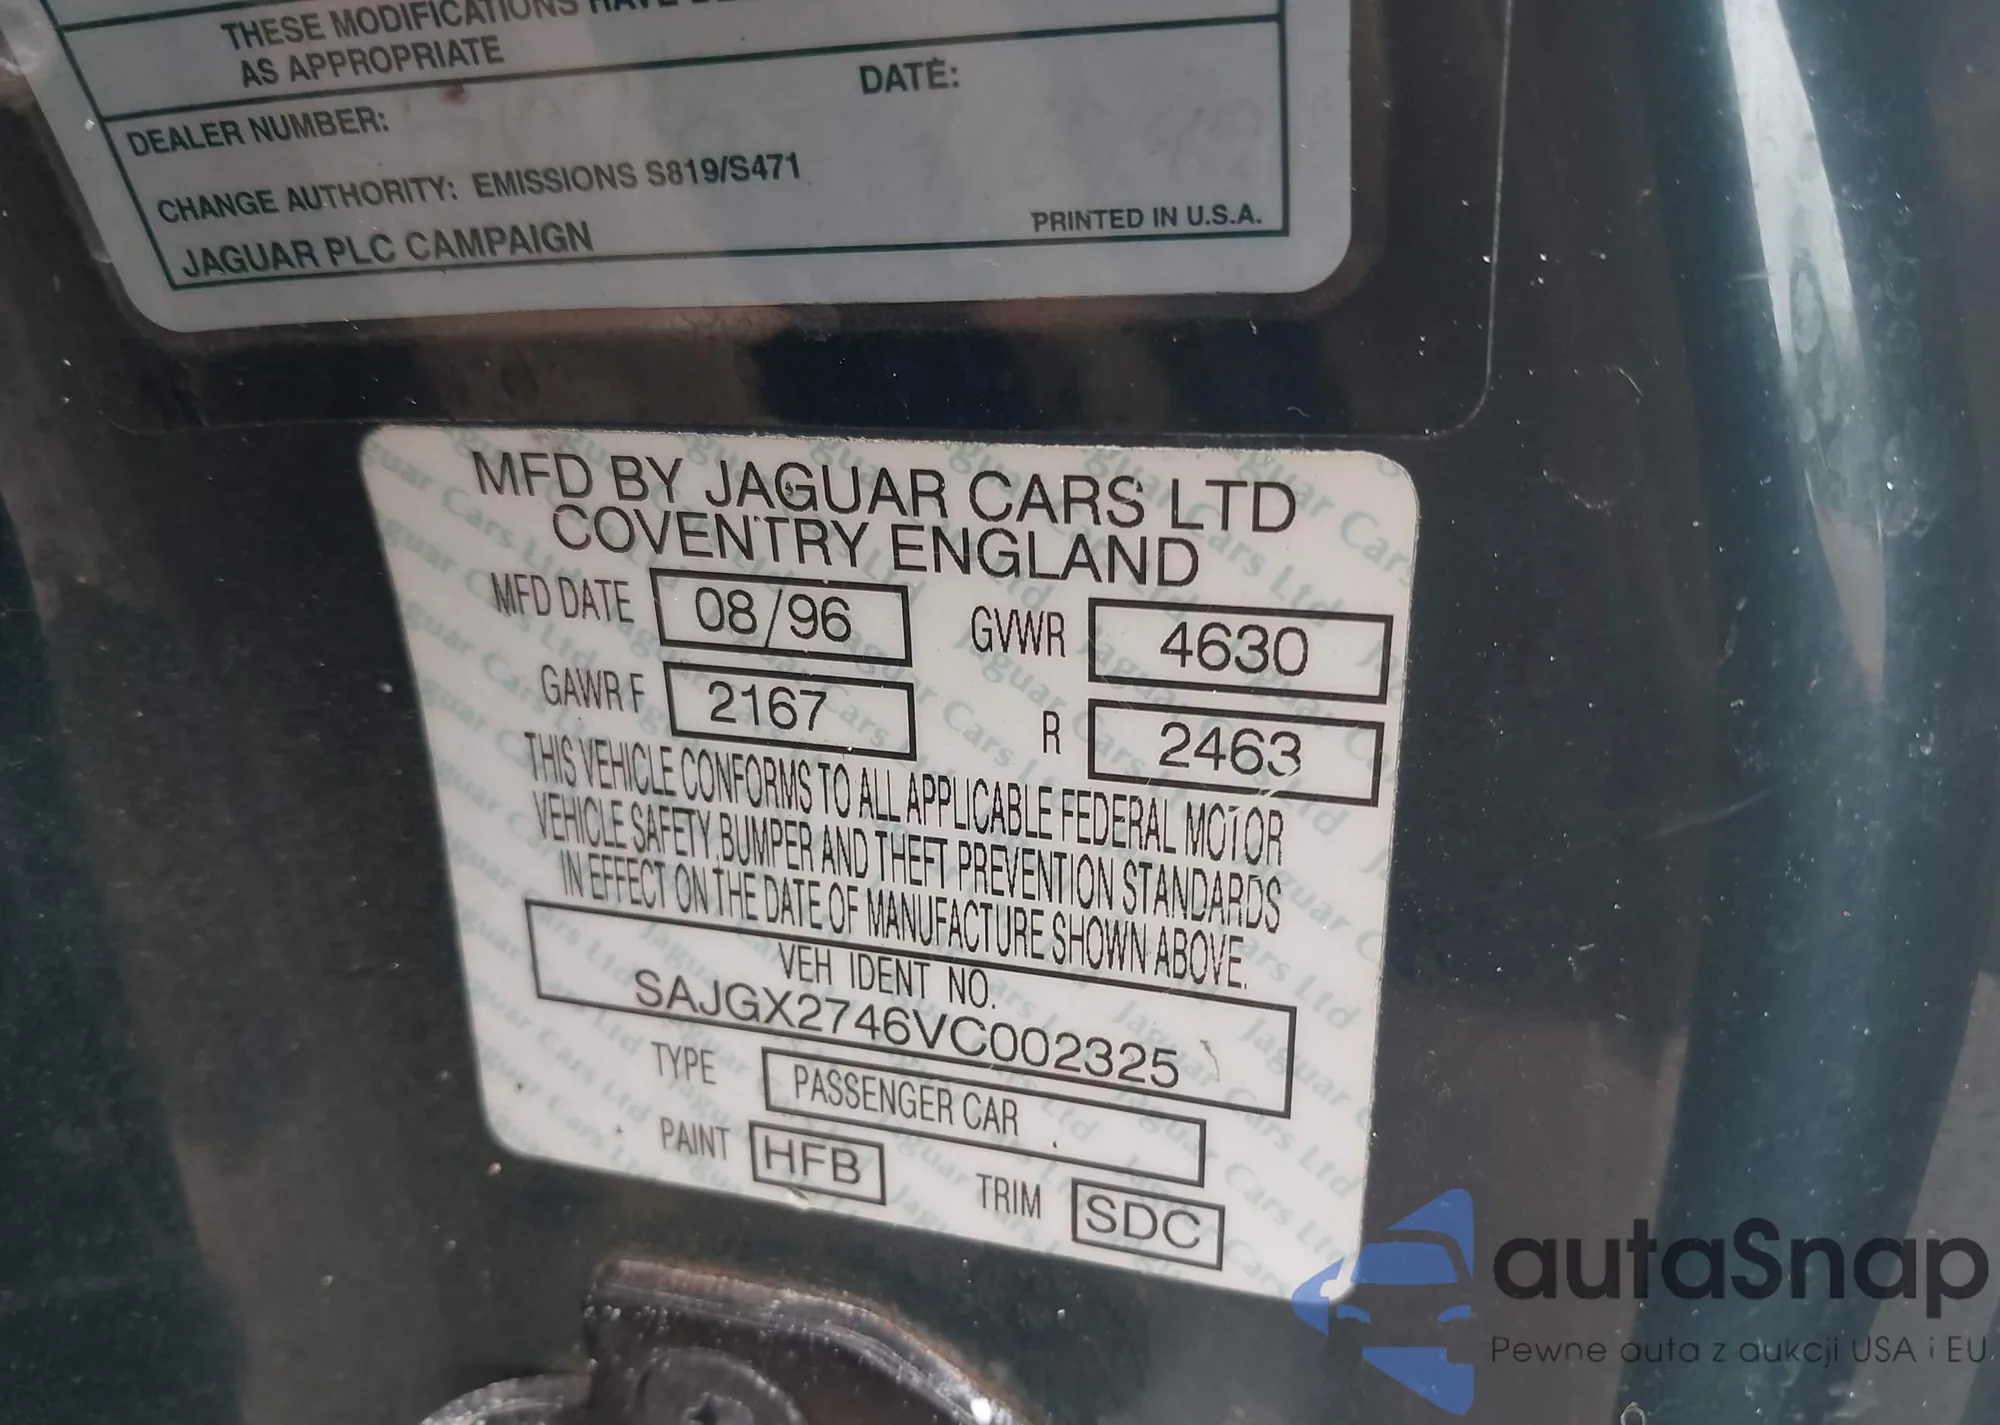 THESE MODIFICATIONS HAVE
AS APPROPRIATE
DATE:
DEALER NUMBER:
CHANGE AUTHORITY: EMISSIONS S819/S471
JAGUAR PLC CAMPAIGN
PRINTED IN U.S.A.
MFD BY JAGUAR CARS LTD
COVENTRY ENGLAND
MFD DATE 08/96 GVWR 4630
GAWR F 2167 R 2463
THIS VEHICLE CONFORMS TO ALL APPLICABLE FEDERAL MOTOR
VEHICLE SAFETY, BUMPER AND THEFT PREVENTION STANDARDS
IN EFFECT ON THE DATE OF MANUFACTURE SHOWN ABOVE.
VEH IDENT NO.
SAJGX2746VC002325
TYPE PASSENGER CAR
PAINT HFB TRIM SDC
autaSnap
Pewne auta z aukcji USA i EU